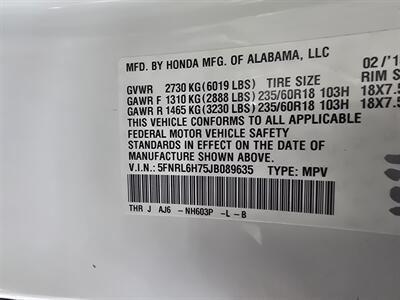 MFD. BY HONDA MFG. OF ALABAMA, LLC 02/'1
GVWR 2730 KG(6019 LBS) TIRE SIZE RIM S
GAWR F 1310 KG(2888 LBS)235/60R18 103H 18X7.5
GAWR R 1465 KG(3230 LBS)235/60R18 103H 18X7.5
THIS VEHICLE CONFORMS TO ALL APPLICABLE
FEDERAL MOTOR VEHICLE SAFETY
STANDARDS IN EFFECT ON THE DATE OF
MANUFACTURE SHOWN ABOVE.
V.I.N.: 5FNRL6H75JB089635 TYPE: MPV
THR J AJ6 -NH603P -L-B